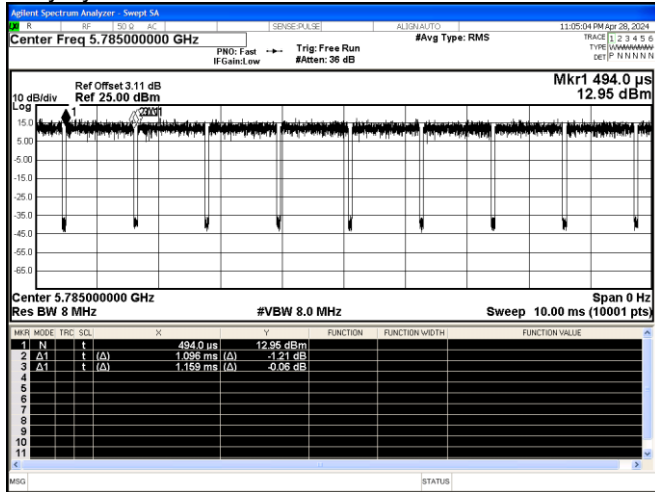 Agilent Spectrum Analyzer - Swept SA
R RF 50 Ω AC SENSE:PULSE ALIGN AUTO 11:05:04 PM Apr 28, 2024
Center Freq 5.785000000 GHz #Avg Type: RMS TRACE 1 2 3 4 5 6
PNO: Fast Trig: Free Run TYPE
IFGain:Low #Atten: 36 dB DET P N N N N N
Mkr1 494.0 µs
Ref Offset 3.11 dB
10 dB/div Ref 25.00 dBm 12.95 dBm
Log
1
15.0
5.00
-5.00
-15.0
-25.0
-35.0
-45.0
-55.0
-65.0
Center 5.785000000 GHz Span 0 Hz
Res BW 8 MHz #VBW 8.0 MHz Sweep 10.00 ms (10001 pts)
MKR MODE TRC SCL X Y FUNCTION FUNCTION WIDTH FUNCTION VALUE
1 N t 494.0 µs 12.95 dBm
2 Δ1 t (Δ) 1.096 ms (Δ) -1.21 dB
3 Δ1 t (Δ) 1.159 ms (Δ) -0.06 dB
4
5
6
7
8
9
10
11
MSG STATUS